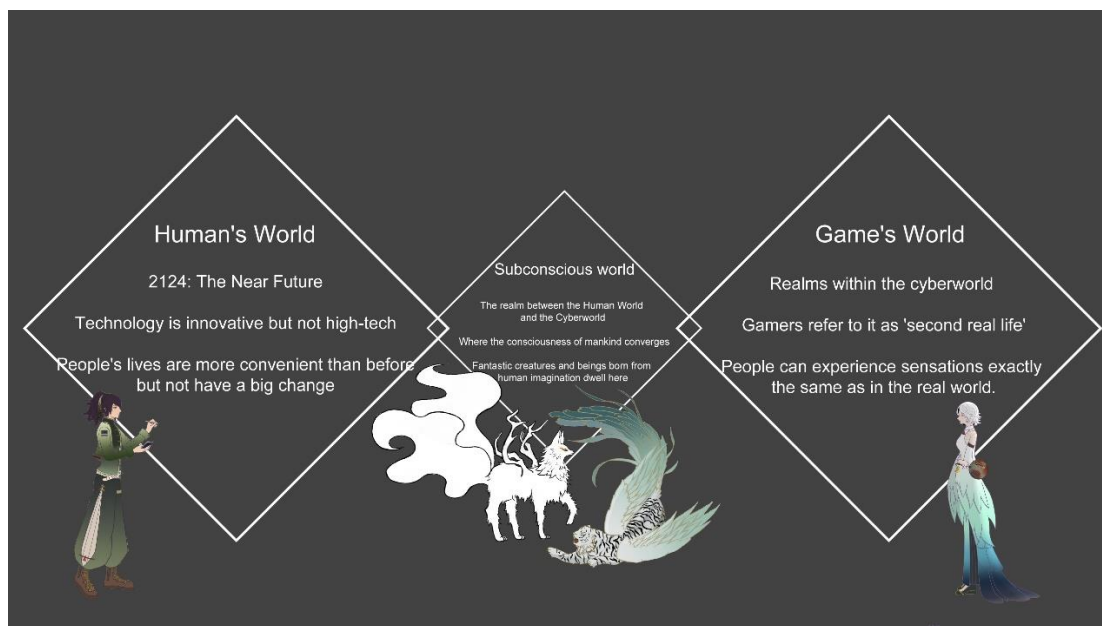 Human's World
2124: The Near Future
Technology is innovative but not high-tech
People's lives are more convenient than before
but not have a big change
Subconscious world
The realm between the Human World
and the Cyberworld
Where the consciousness of mankind converges
Fantastic creatures and beings born from
human imagination dwell here
Game's World
Realms within the cyberworld
Gamers refer to it as 'second real life'
People can experience sensations exactly
the same as in the real world.